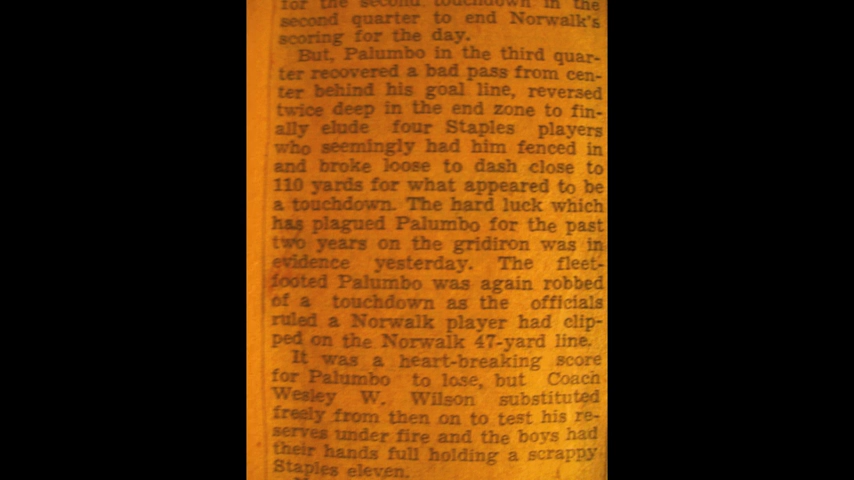 for the second touchdown in the
second quarter to end Norwalk's
scoring for the day.
But, Palumbo in the third quar-
ter recovered a bad pass from cen-
ter behind his goal line, reversed
twice deep in the end zone to fin-
ally elude four Staples players
who seemingly had him fenced in
and broke loose to dash close to
110 yards for what appeared to be
a touchdown. The hard luck which
has plagued Palumbo for the past
two years on the gridiron was in
evidence yesterday. The fleet-
footed Palumbo was again robbed
of a touchdown as the officials
ruled a Norwalk player had clip-
ped on the Norwalk 47-yard line.
It was a heart-breaking score
for Palumbo to lose, but Coach
Wesley W. Wilson substituted
freely from then on to test his re-
serves under fire and the boys had
their hands full holding a scrappy
Staples eleven.